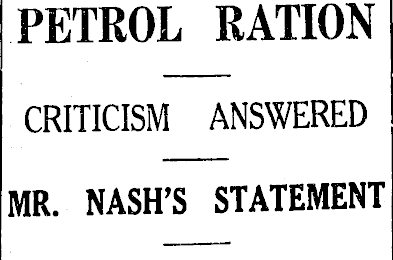 PETROL RATION
CRITICISM ANSWERED
MR. NASH'S STATEMENT